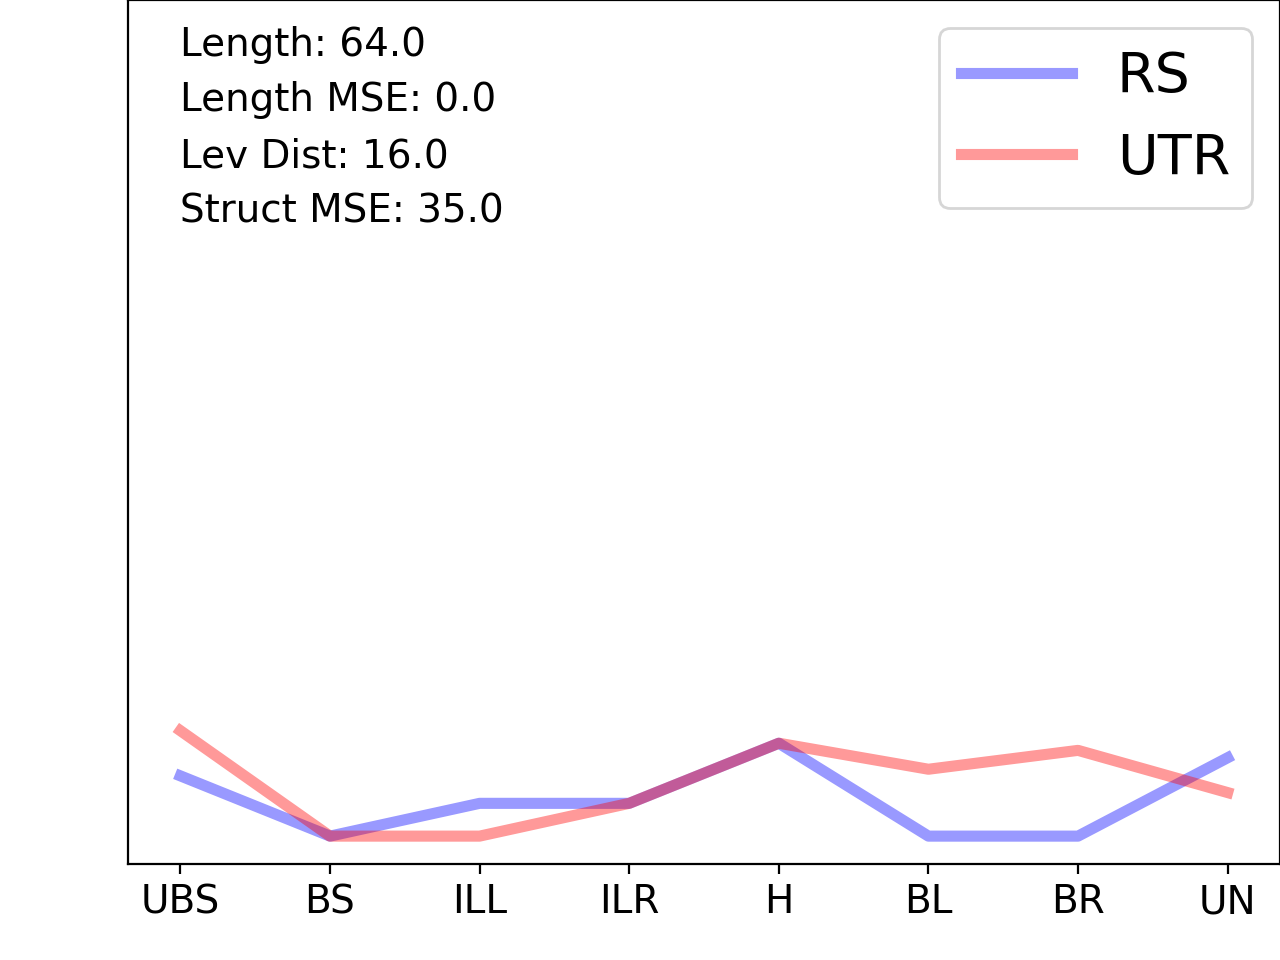 Length: 64.0
Length MSE: 0.0
Lev Dist: 16.0
Struct MSE: 35.0
RS
UTR
UBS BS ILL ILR H BL BR UN